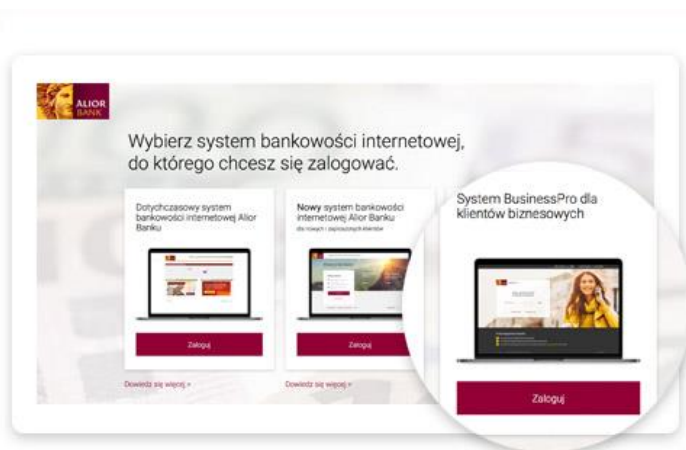 ALIOR
BANK
Wybierz system bankowości internetowej,
do którego chcesz się zalogować.
Dotychczasowy system
bankowości internetowej Alior
Banku
Zaloguj
Dowiedz się więcej »
Nowy system bankowości
internetowej Alior Banku
dla nowych i zaproszonych klientów
Zaloguj
Dowiedz się więcej »
System BusinessPro dla
klientów biznesowych
Zaloguj